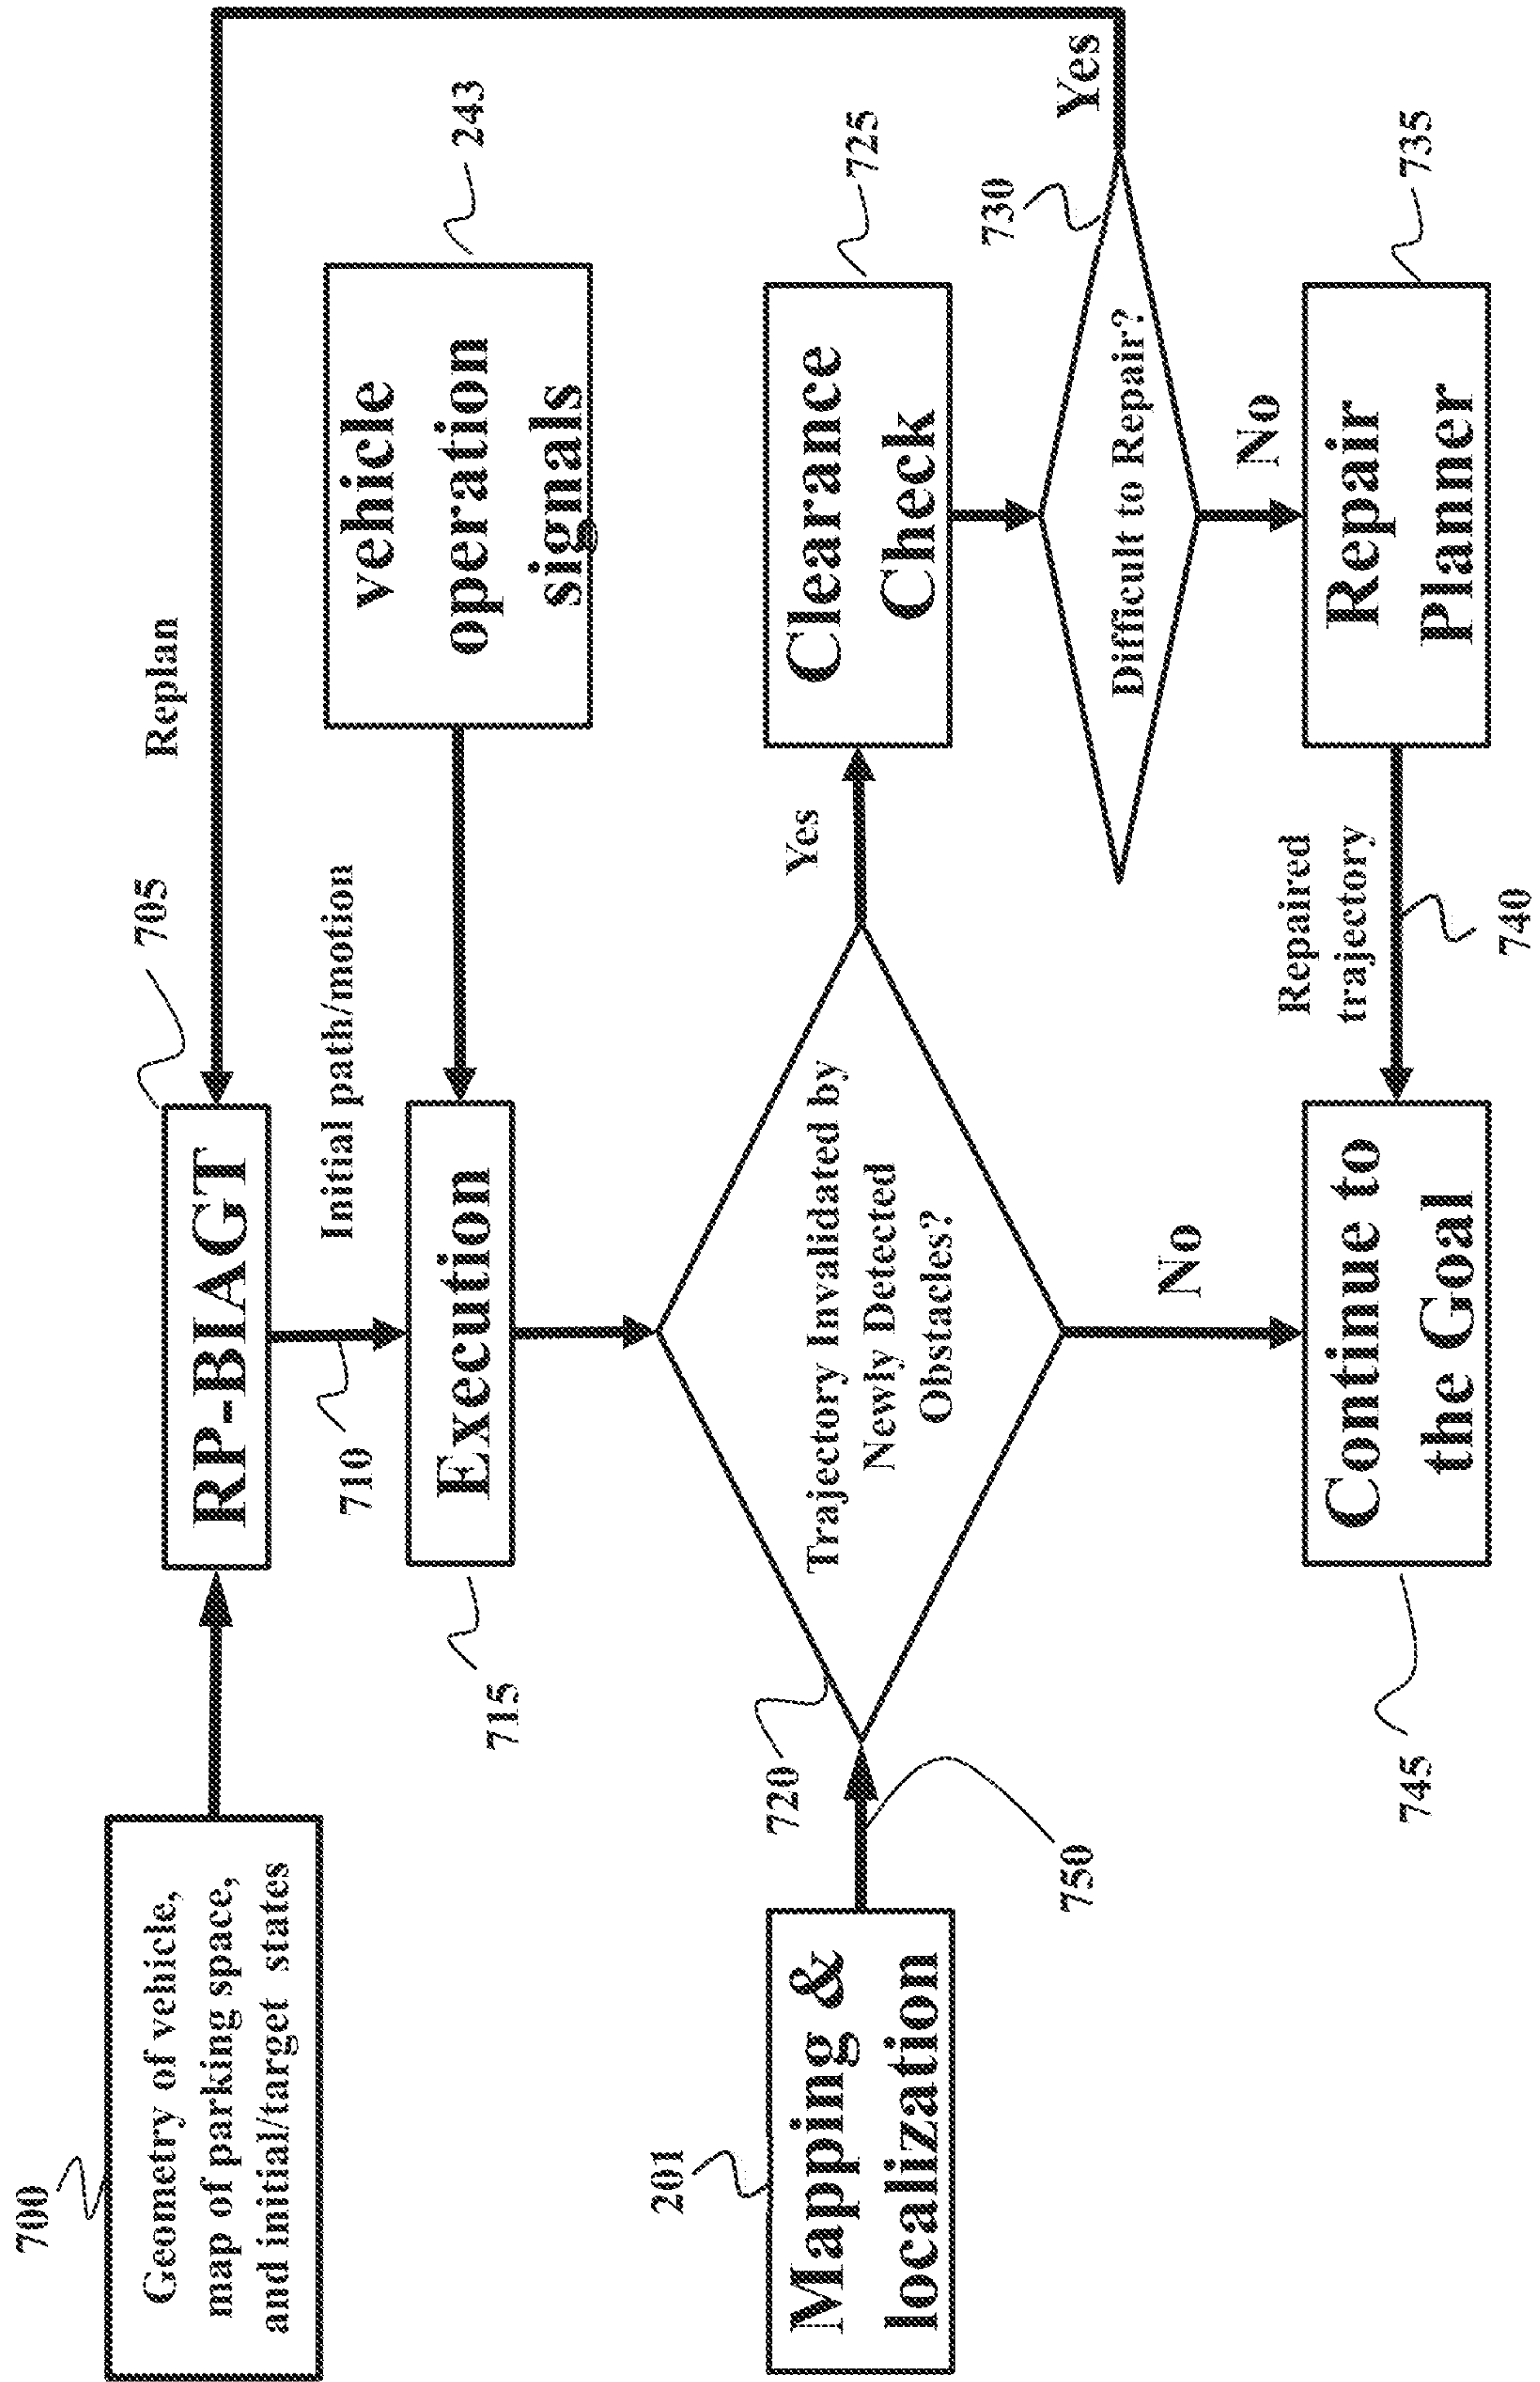 700
Geometry of vehicle,
map of parking space,
and initial/target states
RP-BIAGT
705
Replan
710
Initial path/motion
Execution
715
vehicle
operation
signals
243
201
Mapping &
localization
750
720
Trajectory Invalidated by
Newly Detected
Obstacles?
Yes
Clearance
Check
725
730
Difficult to Repair?
Yes
No
No
745
Continue to
the Goal
Repaired
trajectory
740
Repair
Planner
735